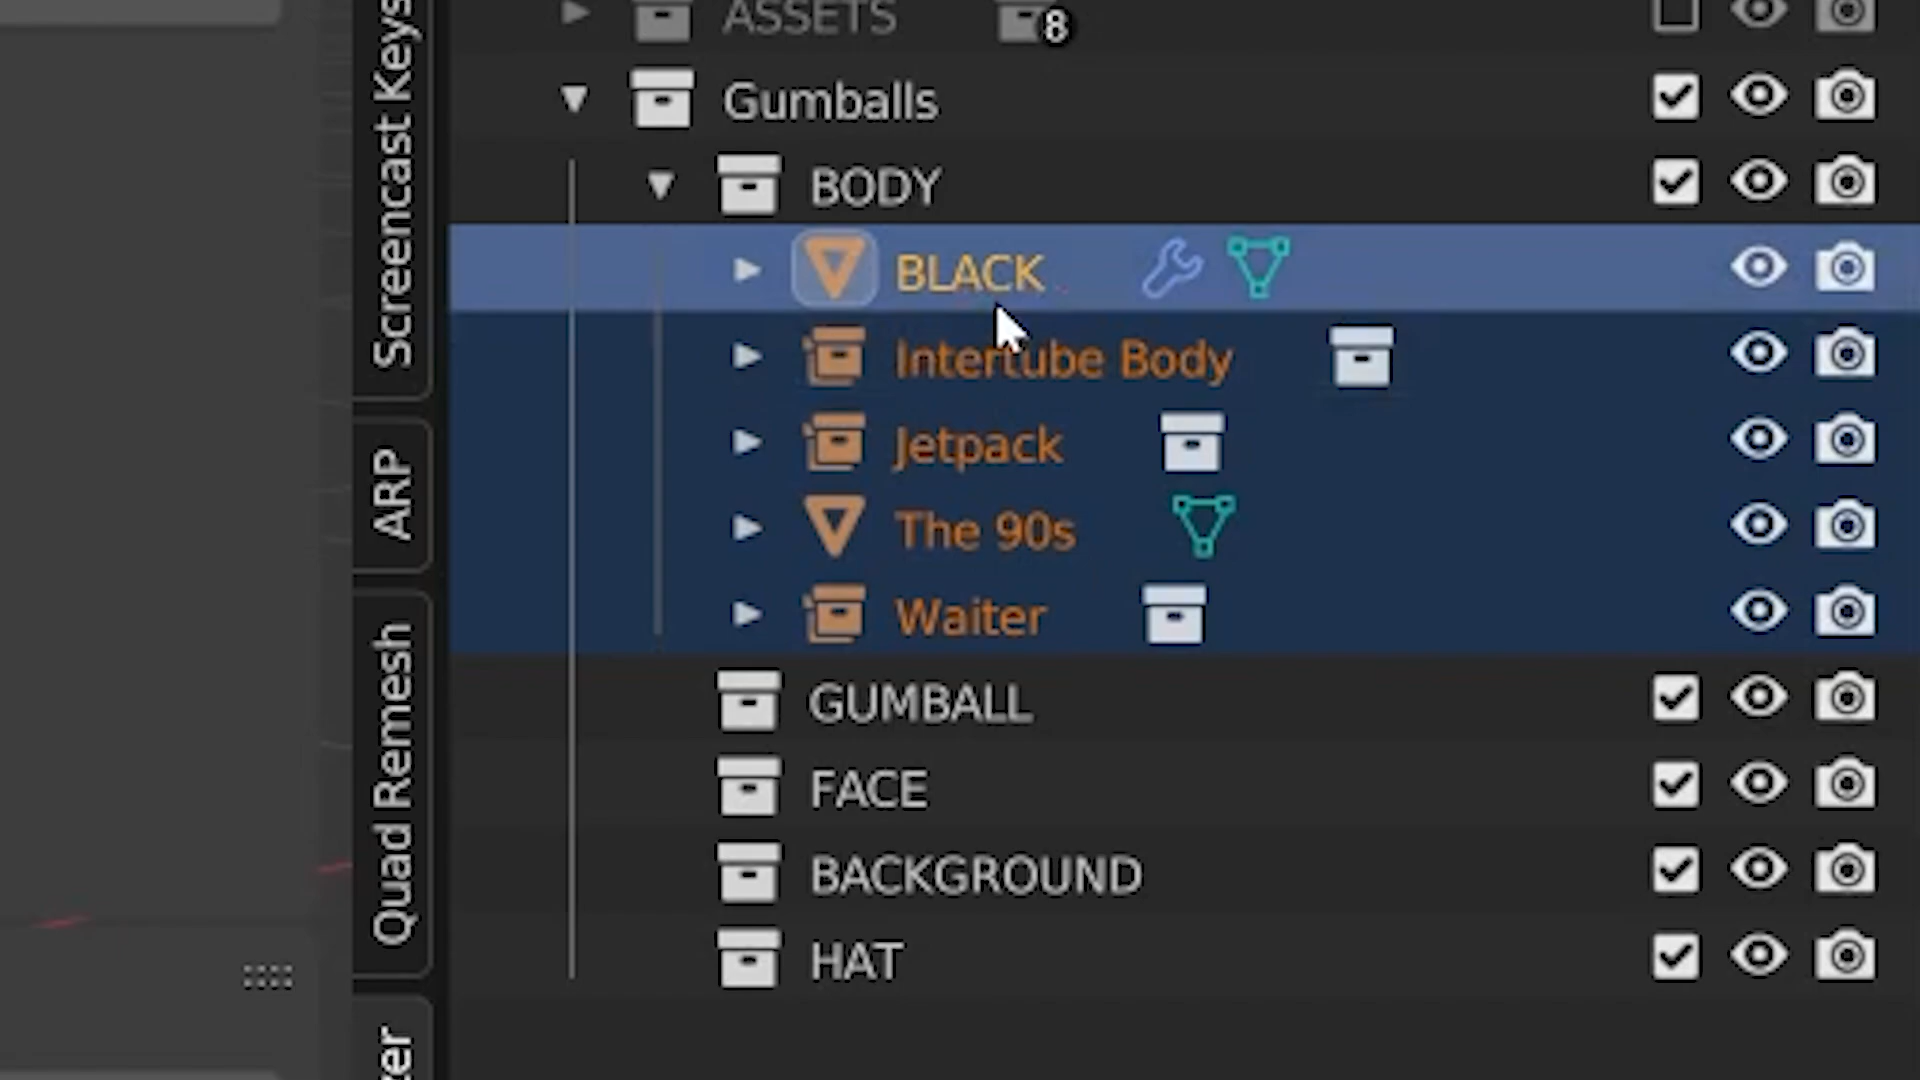 ASSETS
8
Gumballs
BODY
BLACK
Intertube Body
Jetpack
The 90s
Waiter
GUMBALL
FACE
BACKGROUND
HAT
Screencast Keys
ARP
Quad Remesh